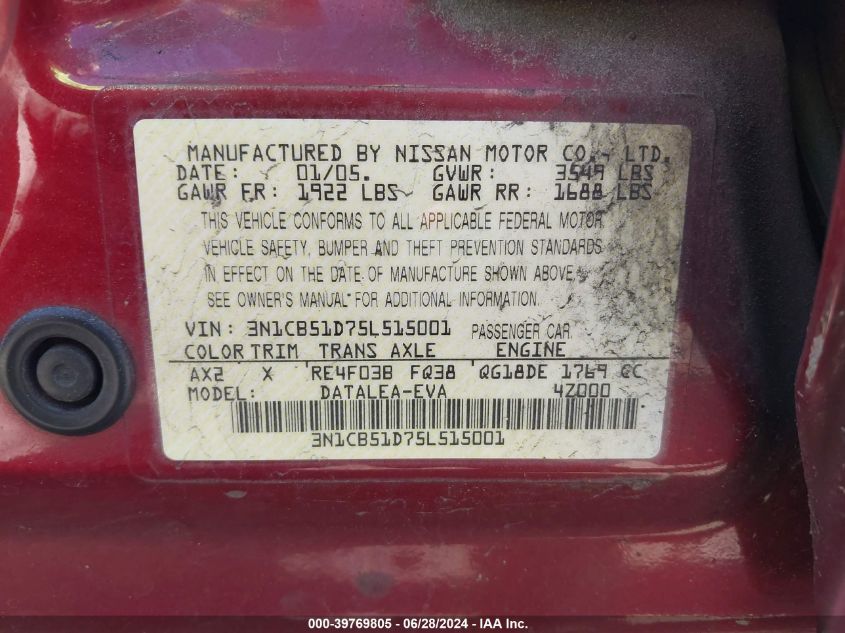 MANUFACTURED BY NISSAN MOTOR CO., LTD.
DATE: 01/05. GVWR: 3549 LBS
GAWR FR: 1922 LBS GAWR RR: 1688 LBS
THIS VEHICLE CONFORMS TO ALL APPLICABLE FEDERAL MOTOR
VEHICLE SAFETY, BUMPER AND THEFT PREVENTION STANDARDS
IN EFFECT ON THE DATE OF MANUFACTURE SHOWN ABOVE.
SEE OWNER'S MANUAL FOR ADDITIONAL INFORMATION.
VIN: 3N1CB51D75L515001 PASSENGER CAR
COLOR TRIM TRANS AXLE ENGINE
AX2 X RE4F03B FQ38 QG18DE 1769 CC
MODEL: DATALEA-EVA 4Z000
3N1CB51D75L515001
000-39769805 - 06/28/2024 - IAA Inc.